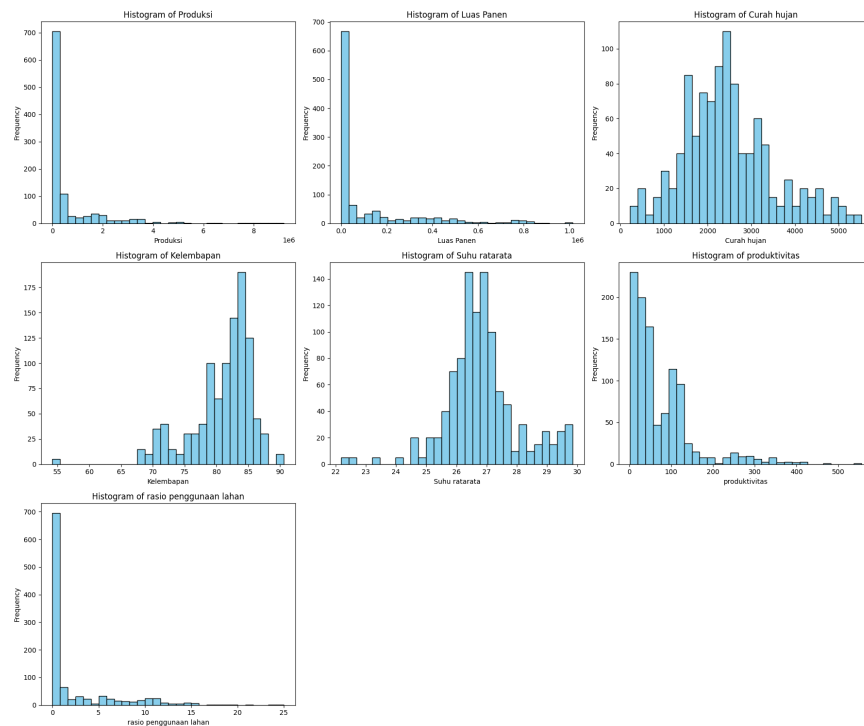 Histogram of Produksi
Frequency
700
600
500
400
300
200
100
0
0 2 4 6 8
1e6
Produksi
Histogram of Luas Panen
Frequency
700
600
500
400
300
200
100
0
0.0 0.2 0.4 0.6 0.8 1.0
1e6
Luas Panen
Histogram of Curah hujan
Frequency
100
80
60
40
20
0
0 1000 2000 3000 4000 5000
Curah hujan
Histogram of Kelembapan
Frequency
175
150
125
100
75
50
25
0
55 60 65 70 75 80 85 90
Kelembapan
Histogram of Suhu ratarata
Frequency
140
120
100
80
60
40
20
0
22 23 24 25 26 27 28 29 30
Suhu ratarata
Histogram of produktivitas
Frequency
200
150
100
50
0
0 100 200 300 400 500
produktivitas
Histogram of rasio penggunaan lahan
Frequency
700
600
500
400
300
200
100
0
0 5 10 15 20 25
rasio penggunaan lahan